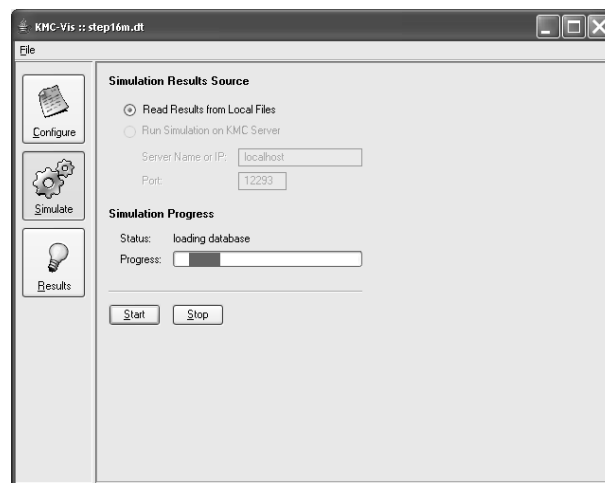 KMC-Vis :: step16m.dt
File
Simulation Results Source
Read Results from Local Files
Configure
Run Simulation on KMC Server
Server Name or IP: localhost
Port: 12293
Simulate
Simulation Progress
Status: loading database
Progress:
Results
Start Stop